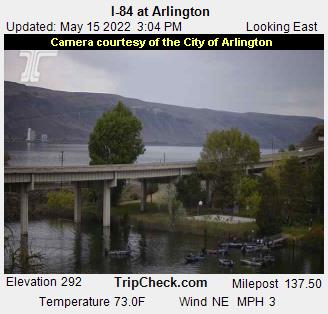 I-84 at Arlington
Updated: May 15 2022 3:04 PM Looking East
Camera courtesy of the City of Arlington
Elevation 292 TripCheck.com Milepost 137.50
Temperature 73.0F Wind NE MPH 3